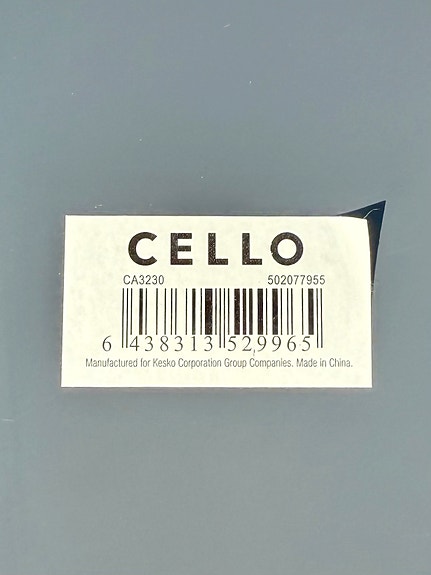 CELLO
CA3230 502077955
6 438313 529965
Manufactured for Kesko Corporation Group Companies. Made in China.